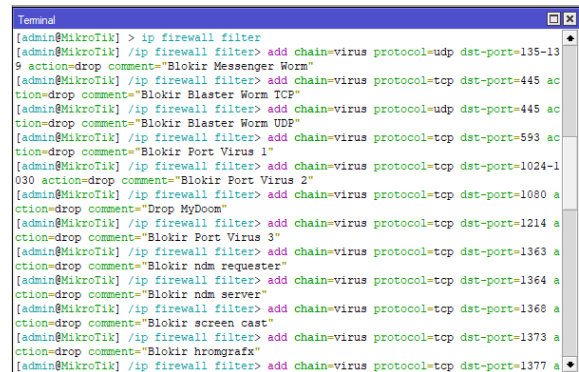 Terminal
[admin@MikroTik] > ip firewall filter
[admin@MikroTik] /ip firewall filter> add chain=virus protocol=udp dst-port=135-13
9 action=drop comment="Blokir Messenger Worm"
[admin@MikroTik] /ip firewall filter> add chain=virus protocol=tcp dst-port=445 ac
tion=drop comment="Blokir Blaster Worm TCP"
[admin@MikroTik] /ip firewall filter> add chain=virus protocol=udp dst-port=445 ac
tion=drop comment="Blokir Blaster Worm UDP"
[admin@MikroTik] /ip firewall filter> add chain=virus protocol=tcp dst-port=593 ac
tion=drop comment="Blokir Port Virus 1"
[admin@MikroTik] /ip firewall filter> add chain=virus protocol=tcp dst-port=1024-1
030 action=drop comment="Blokir Port Virus 2"
[admin@MikroTik] /ip firewall filter> add chain=virus protocol=tcp dst-port=1080 a
ction=drop comment="Drop MyDoom"
[admin@MikroTik] /ip firewall filter> add chain=virus protocol=tcp dst-port=1214 a
ction=drop comment="Blokir Port Virus 3"
[admin@MikroTik] /ip firewall filter> add chain=virus protocol=tcp dst-port=1363 a
ction=drop comment="Blokir ndm requester"
[admin@MikroTik] /ip firewall filter> add chain=virus protocol=tcp dst-port=1364 a
ction=drop comment="Blokir ndm server"
[admin@MikroTik] /ip firewall filter> add chain=virus protocol=tcp dst-port=1368 a
ction=drop comment="Blokir screen cast"
[admin@MikroTik] /ip firewall filter> add chain=virus protocol=tcp dst-port=1373 a
ction=drop comment="Blokir hromgrafx"
[admin@MikroTik] /ip firewall filter> add chain=virus protocol=tcp dst-port=1377 a